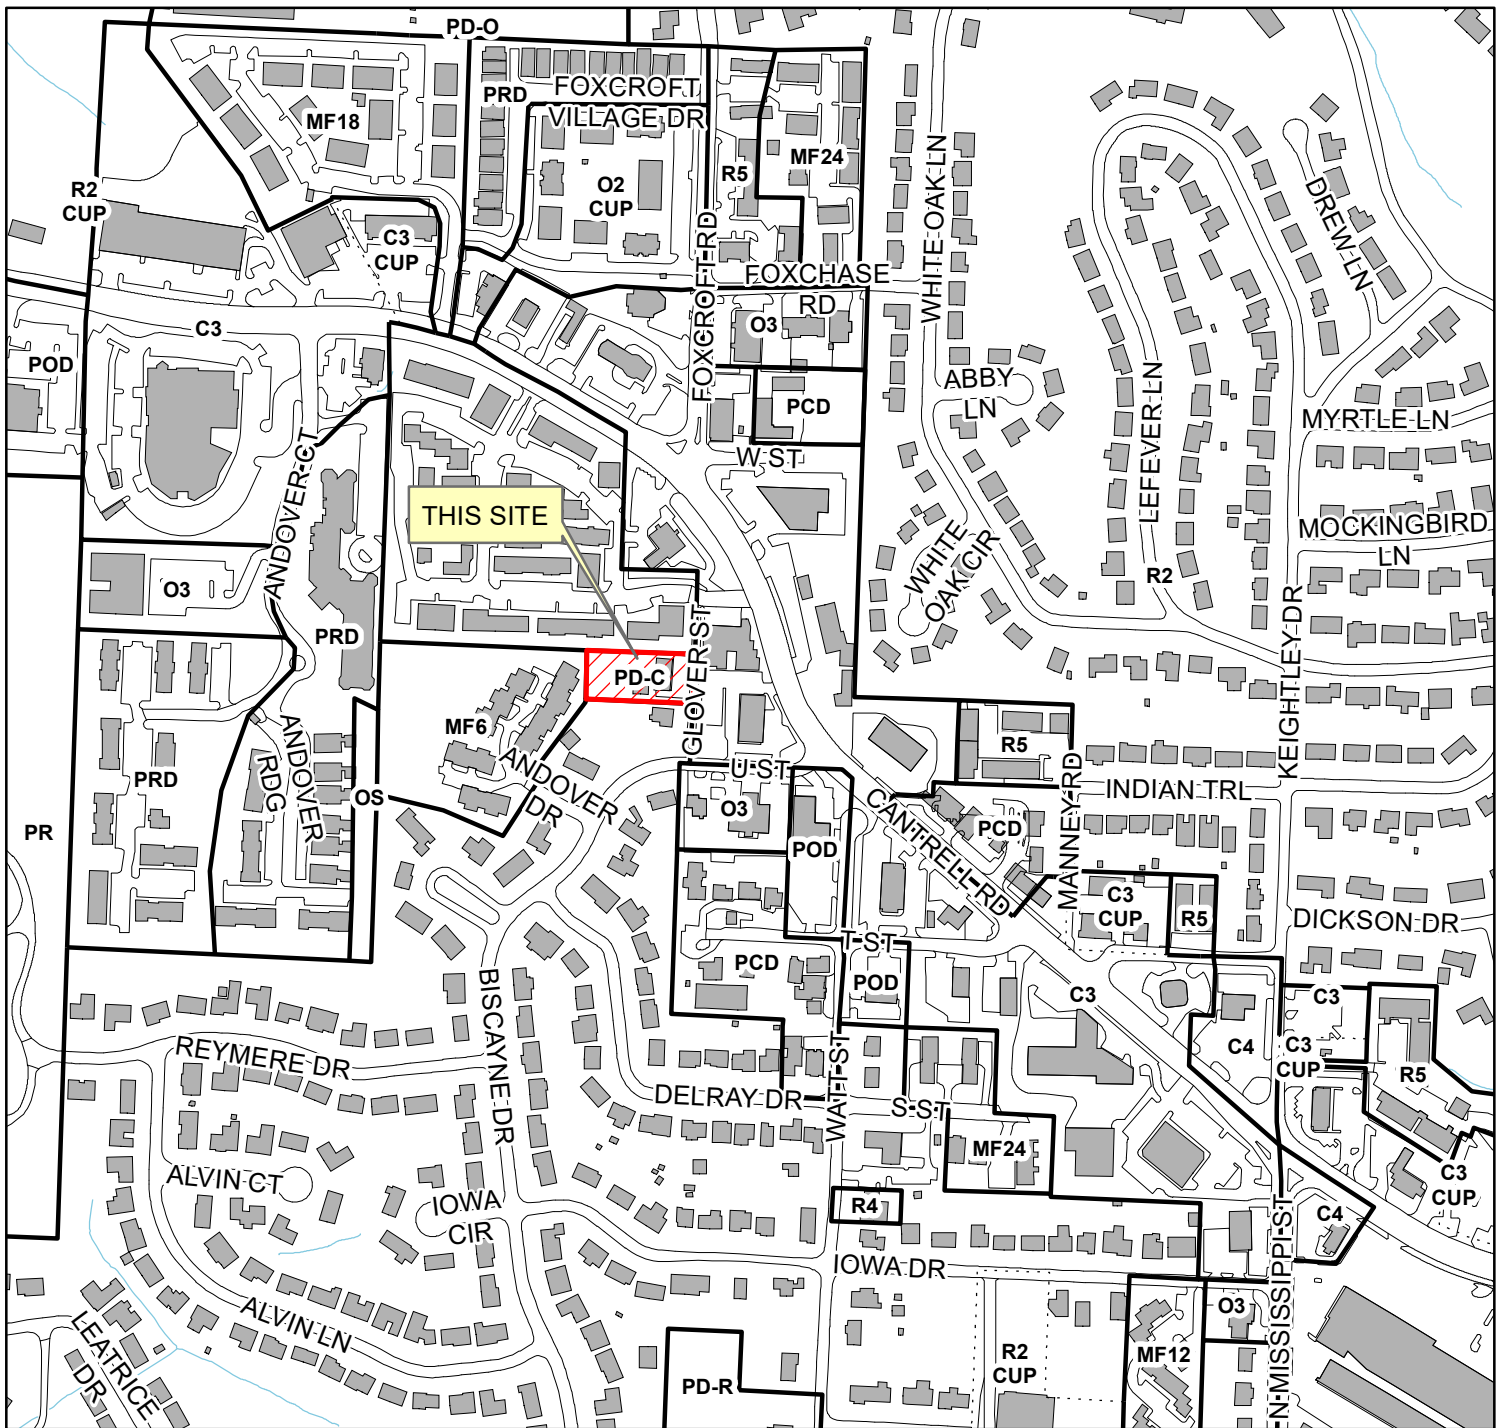 PD-O
FOXCROFT
VILLAGE DR
PRD
MF18
MF24
R5
O2
CUP
R2
CUP
C3
CUP
FOXCROFT RD
FOXCHASE
RD
WHITE OAK LN
DREW LN
C3
O3
POD
PCD
ABBY
LN
LEFEVER LN
MYRTLE LN
W ST
ANDOVER CT
THIS SITE
MOCKINGBIRD
LN
WHITE
OAK CIR
R2
O3
PRD
GLOVER ST
KEIGHTLEY DR
PD-C
MF6
ANDOVER
DR
R5
MANNEY RD
U ST
INDIAN TRL
PRD
ANDOVER
RDG
OS
O3
CANTRELL RD
PCD
PR
POD
C3
CUP
R5
DICKSON DR
T ST
PCD
POD
BISCAYNE DR
C3
C3
C4
C3
CUP
R5
REYMERE DR
WATT ST
DELRAY DR
S ST
MF24
ALVIN CT
IOWA
CIR
R4
C4
C3
CUP
N MISSISSIPPI ST
IOWA DR
O3
ALVIN LN
LEATRICE
DR
R2
CUP
MF12
PD-R